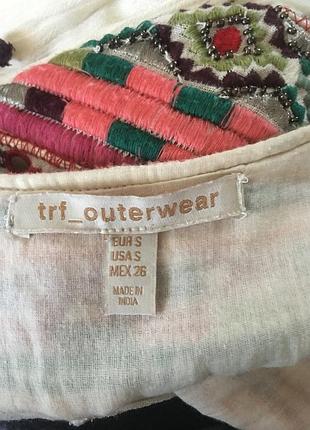 trf_outerwear
EUR S
USA S
MEX 26
MADE IN
INDIA